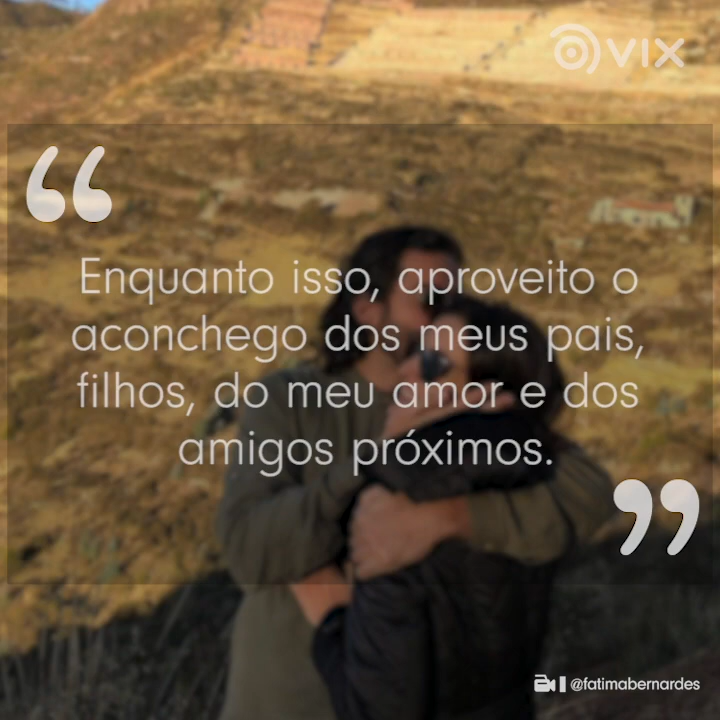 VIX
“
Enquanto isso, aproveito o
aconchego dos meus pais,
filhos, do meu amor e dos
amigos próximos.
”
@fatimabernardes